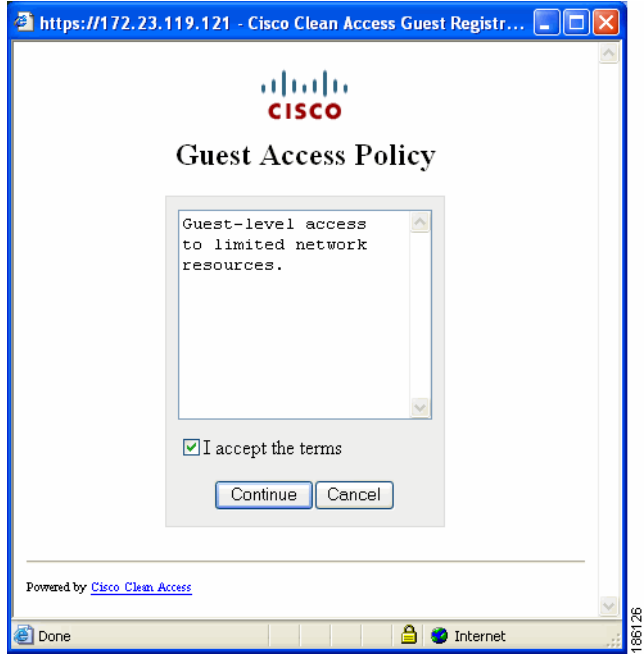 https://172.23.119.121 - Cisco Clean Access Guest Registr...
CISCO
Guest Access Policy
Guest-level access
to limited network
resources.
I accept the terms
Continue Cancel
Powered by Cisco Clean Access
Done Internet
186126